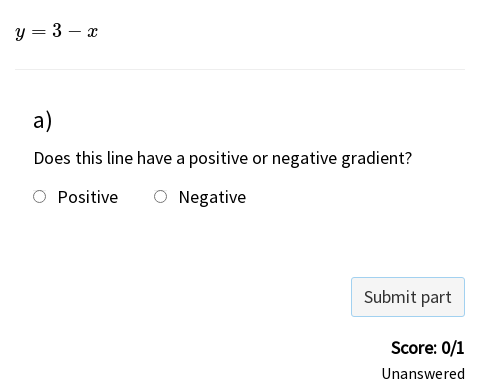 y = 3 − x
a)
Does this line have a positive or negative gradient?
Positive Negative
Submit part
Score: 0/1
Unanswered